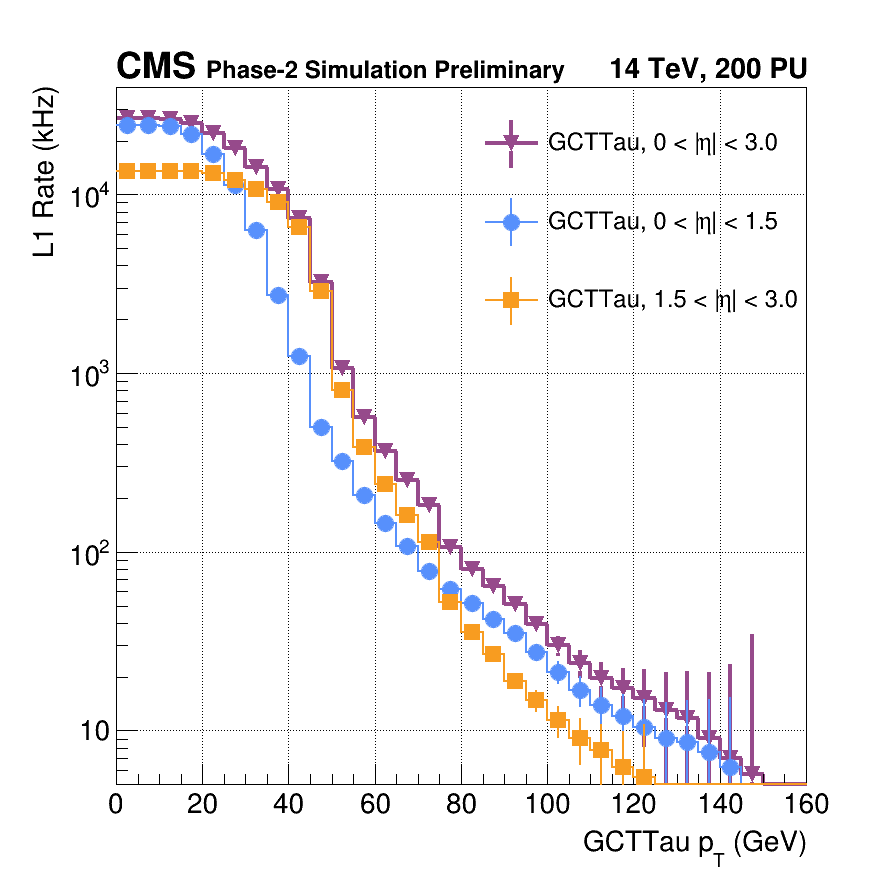 CMS Phase-2 Simulation Preliminary 14 TeV, 200 PU
L1 Rate (kHz)
GCTTau, 0 < |η| < 3.0
GCTTau, 0 < |η| < 1.5
GCTTau, 1.5 < |η| < 3.0
10⁴
10³
10²
10
0 20 40 60 80 100 120 140 160
GCTTau p_T (GeV)